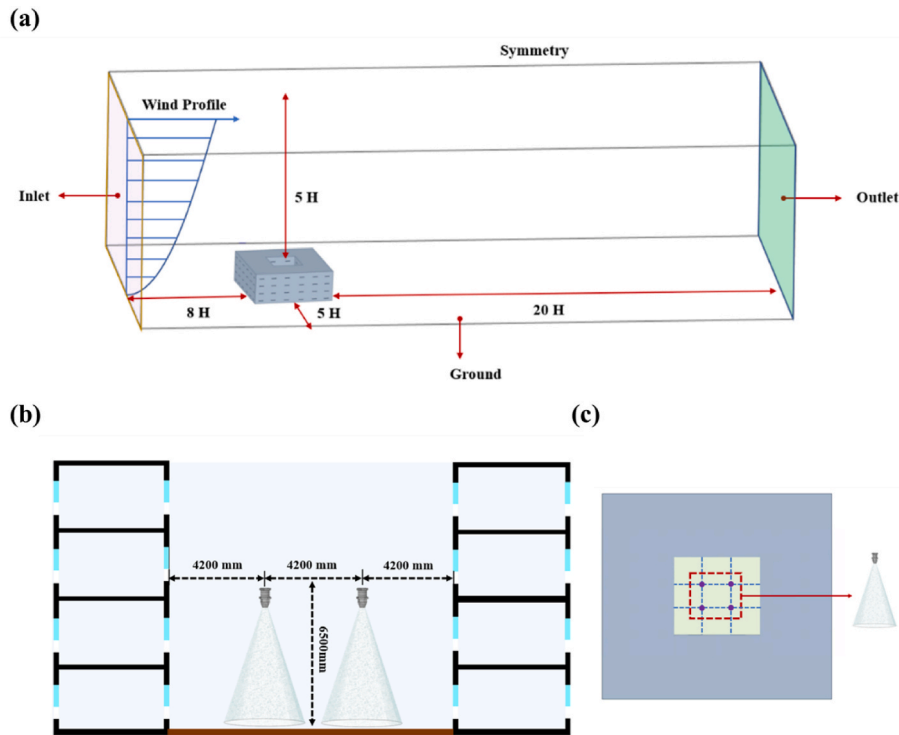 (a)
Symmetry
Wind Profile
Inlet
5 H
Outlet
8 H
5 H
20 H
Ground
(b)
(c)
4200 mm
4200 mm
4200 mm
6500mm